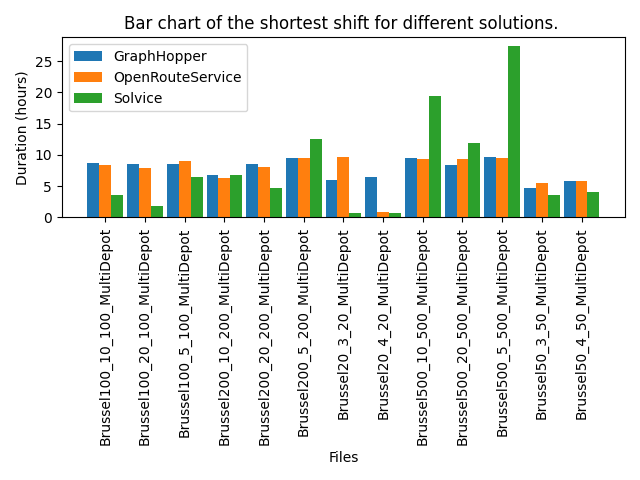 Bar chart of the shortest shift for different solutions.
GraphHopper
OpenRouteService
Solvice
Duration (hours)
25
20
15
10
5
0
Brussel100_10_100_MultiDepot
Brussel100_20_100_MultiDepot
Brussel100_5_100_MultiDepot
Brussel200_10_200_MultiDepot
Brussel200_20_200_MultiDepot
Brussel200_5_200_MultiDepot
Brussel20_3_20_MultiDepot
Brussel20_4_20_MultiDepot
Brussel500_10_500_MultiDepot
Brussel500_20_500_MultiDepot
Brussel500_5_500_MultiDepot
Brussel50_3_50_MultiDepot
Brussel50_4_50_MultiDepot
Files